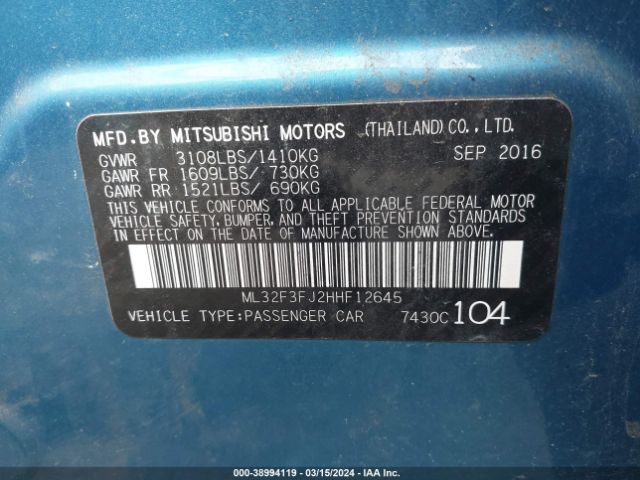 MFD.BY MITSUBISHI MOTORS (THAILAND) CO., LTD.
GVWR 3108LBS/1410KG SEP 2016
GAWR FR 1609LBS/ 730KG
GAWR RR 1521LBS/ 690KG
THIS VEHICLE CONFORMS TO ALL APPLICABLE FEDERAL MOTOR
VEHICLE SAFETY, BUMPER, AND THEFT PREVENTION STANDARDS
IN EFFECT ON THE DATE OF MANUFACTURE SHOWN ABOVE.
ML32F3FJ2HHF12645
VEHICLE TYPE:PASSENGER CAR 7430C 104
000-38994119 - 03/15/2024 - IAA Inc.